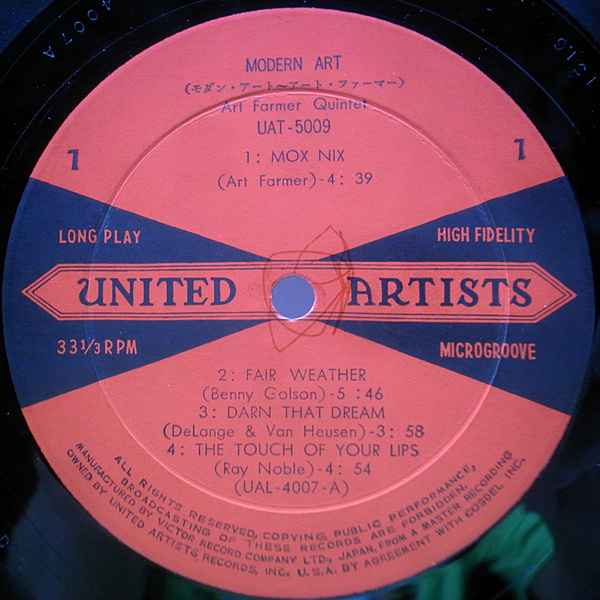 MODERN ART
(モダン・アート〜アート・ファーマー)
Art Farmer Quintet
UAT-5009
1
1
1: MOX NIX
(Art Farmer)-4: 39
LONG PLAY
HIGH FIDELITY
UNITED ARTISTS
33 1/3 RPM
MICROGROOVE
2: FAIR WEATHER
(Benny Golson)-5 :46
3: DARN THAT DREAM
(DeLange & Van Heusen)-3: 58
4: THE TOUCH OF YOUR LIPS
(Ray Noble)-4: 54
(UAL-4007-A)
ALL RIGHTS RESERVED, COPYING, PUBLIC PERFORMANCE,
BROADCASTING OF THESE RECORDS ARE FORBIDDEN.
MANUFACTURED BY VICTOR RECORD COMPANY LTD., JAPAN. FROM A MASTER RECORDING
OWNED BY UNITED ARTISTS RECORDS, INC. U.S.A. BY AGREEMENT WITH COSDEL INC.